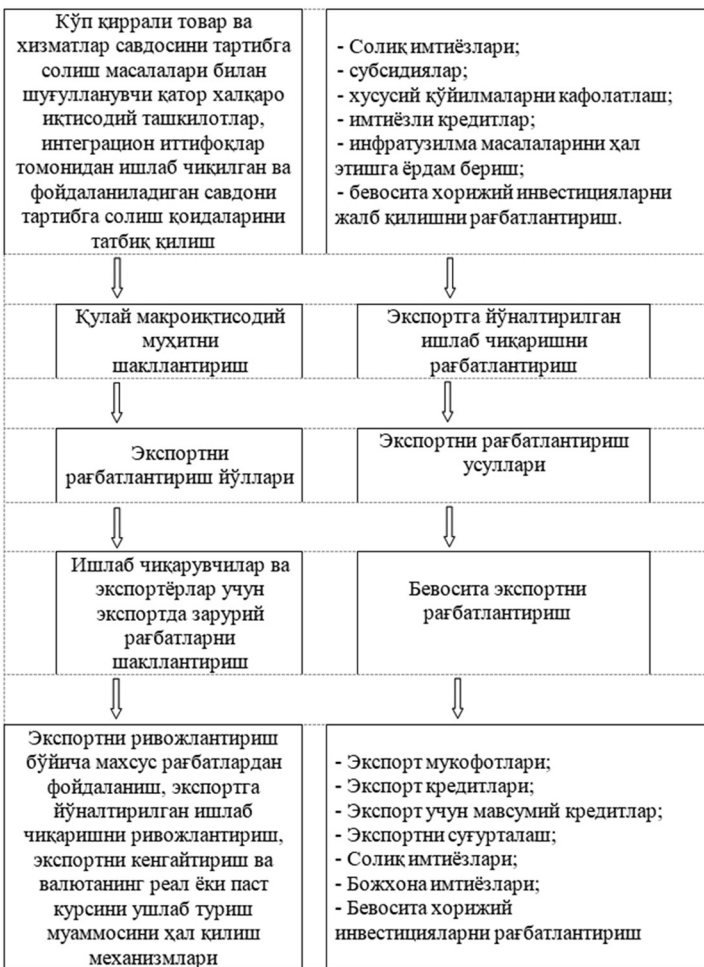 Кўп қиррали товар ва
хизматлар савдосини тартибга
солиш масалалари билан
шуғулланувчи қатор халқаро
иқтисодий ташкилотлар,
интеграцион иттифоқлар
томонидан ишлаб чиқилган ва
фойдаланиладиган савдони
тартибга солиш қоидаларини
татбиқ қилиш
- Солиқ имтиёзлари;
- субсидиялар;
- хусусий қўйилмаларни кафолатлаш;
- имтиёзли кредитлар;
- инфратузилма масалаларини ҳал
этишга ёрдам бериш;
- бевосита хорижий инвестицияларни
жалб қилишни рағбатлантириш.
Қулай макроиқтисодий
муҳитни
шакллантириш
Экспортга йўналтирилган
ишлаб чиқаришни
рағбатлантириш
Экспортни
рағбатлантириш йўллари
Экспортни рағбатлантириш
усуллари
Ишлаб чиқарувчилар ва
экспортёрлар учун
экспортда зарурий
рағбатларни
шакллантириш
Бевосита экспортни
рағбатлантириш
Экспортни ривожлантириш
бўйича махсус рағбатлардан
фойдаланиш, экспортга
йўналтирилган ишлаб
чиқаришни ривожлантириш,
экспортни кенгайтириш ва
валютанинг реал ёки паст
курсини ушлаб туриш
муаммосини ҳал қилиш
механизмлари
- Экспорт мукофотлари;
- Экспорт кредитлари;
- Экспорт учун мавсумий кредитлар;
- Экспортни суғурталаш;
- Солиқ имтиёзлари;
- Божхона имтиёзлари;
- Бевосита хорижий
инвестицияларни рағбатлантириш